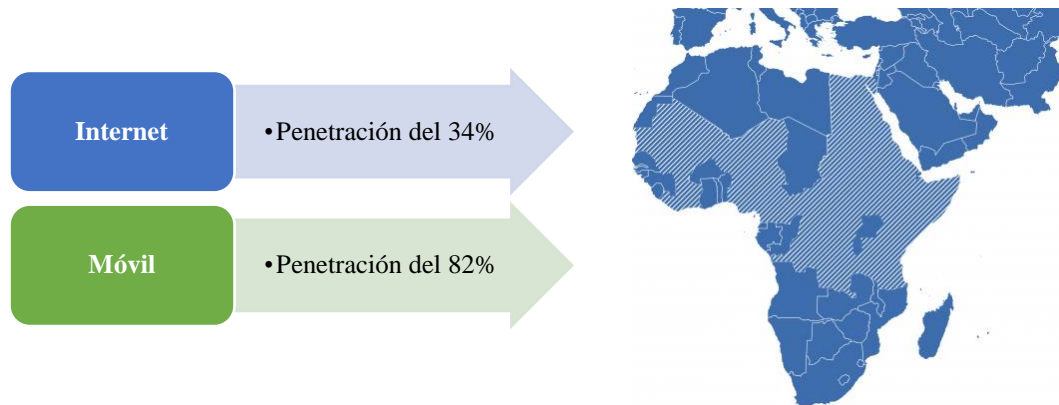 Internet
•Penetración del 34%
Móvil
•Penetración del 82%